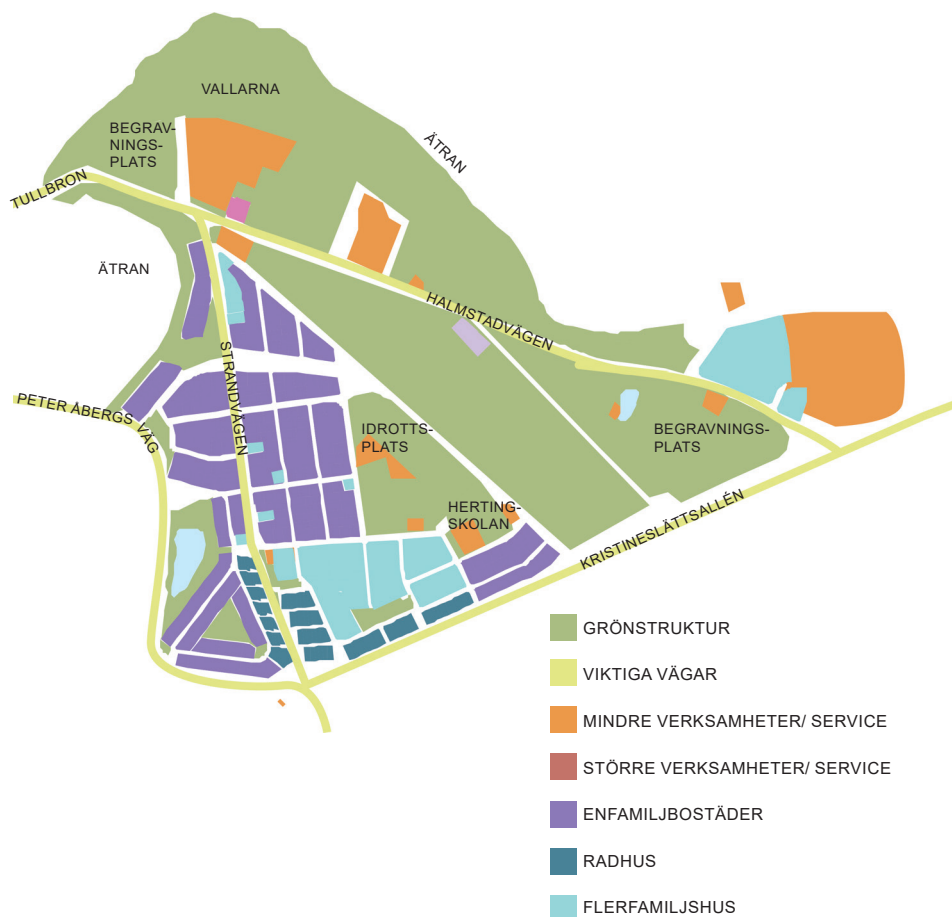 VALLARNA
BEGRAV-
NINGS-
PLATS
ÄTRAN
TULLBRON
ÄTRAN
HALMSTADVÄGEN
STRANDVÄGEN
PETER ÅBERGS VÄG
IDROTTS-
PLATS
BEGRAVNINGS-
PLATS
HERTING-
SKOLAN
KRISTINESLÄTTSALLÉN
GRÖNSTRUKTUR
VIKTIGA VÄGAR
MINDRE VERKSAMHETER/ SERVICE
STÖRRE VERKSAMHETER/ SERVICE
ENFAMILJBOSTÄDER
RADHUS
FLERFAMILJSHUS